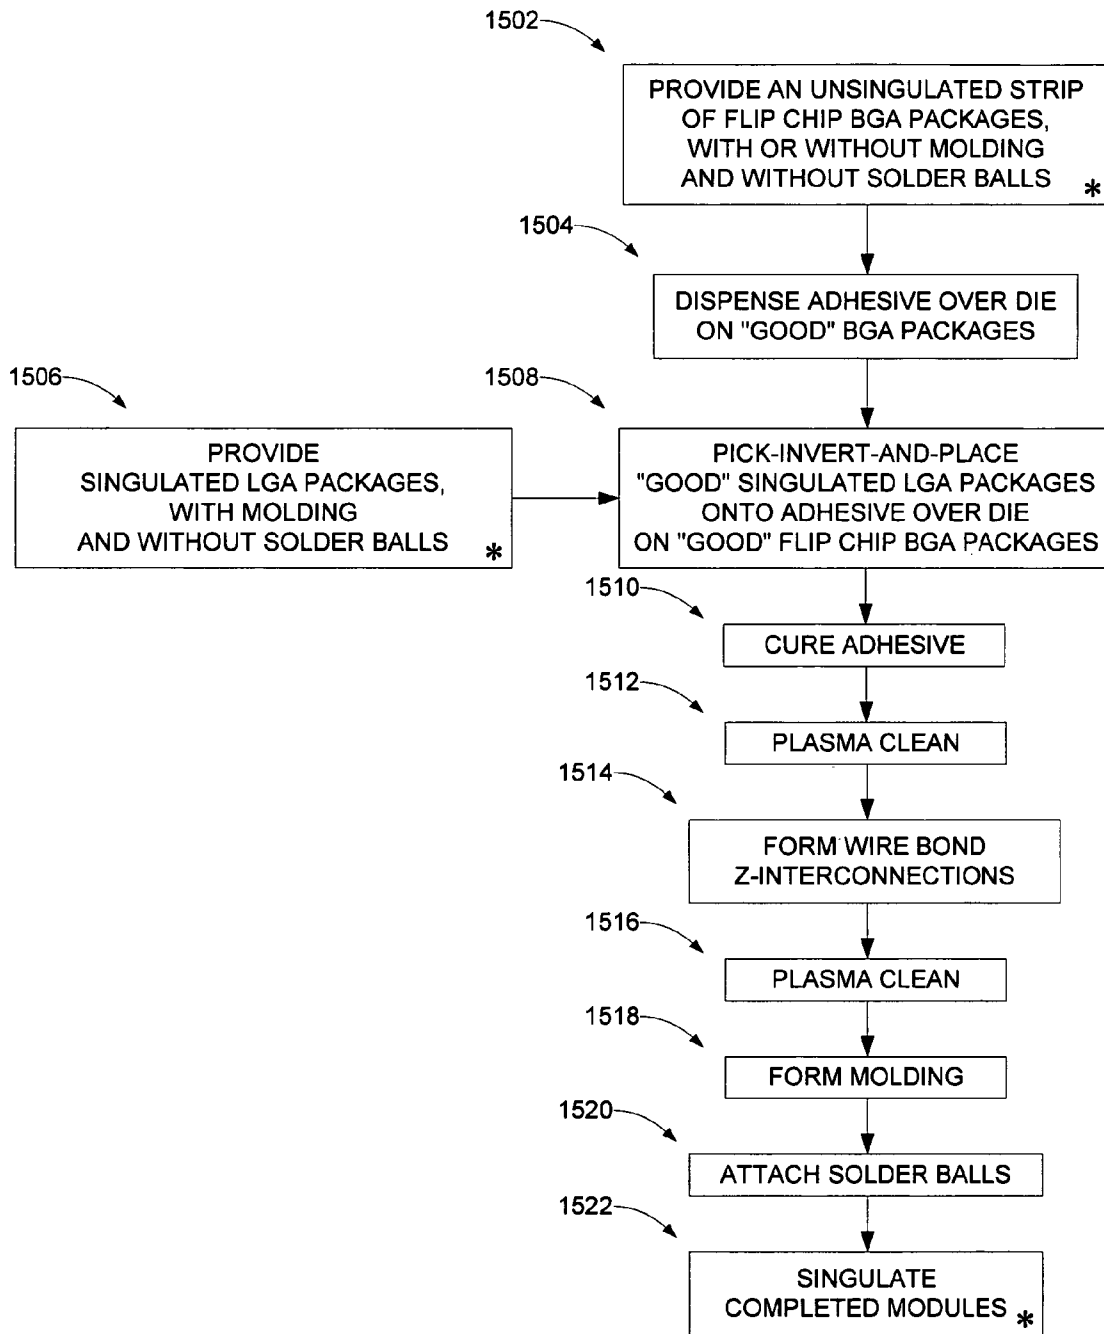 1502
PROVIDE AN UNSINGULATED STRIP
OF FLIP CHIP BGA PACKAGES,
WITH OR WITHOUT MOLDING
AND WITHOUT SOLDER BALLS *
1504
DISPENSE ADHESIVE OVER DIE
ON "GOOD" BGA PACKAGES
1506
PROVIDE
SINGULATED LGA PACKAGES,
WITH MOLDING
AND WITHOUT SOLDER BALLS *
1508
PICK-INVERT-AND-PLACE
"GOOD" SINGULATED LGA PACKAGES
ONTO ADHESIVE OVER DIE
ON "GOOD" FLIP CHIP BGA PACKAGES
1510
CURE ADHESIVE
1512
PLASMA CLEAN
1514
FORM WIRE BOND
Z-INTERCONNECTIONS
1516
PLASMA CLEAN
1518
FORM MOLDING
1520
ATTACH SOLDER BALLS
1522
SINGULATE
COMPLETED MODULES *